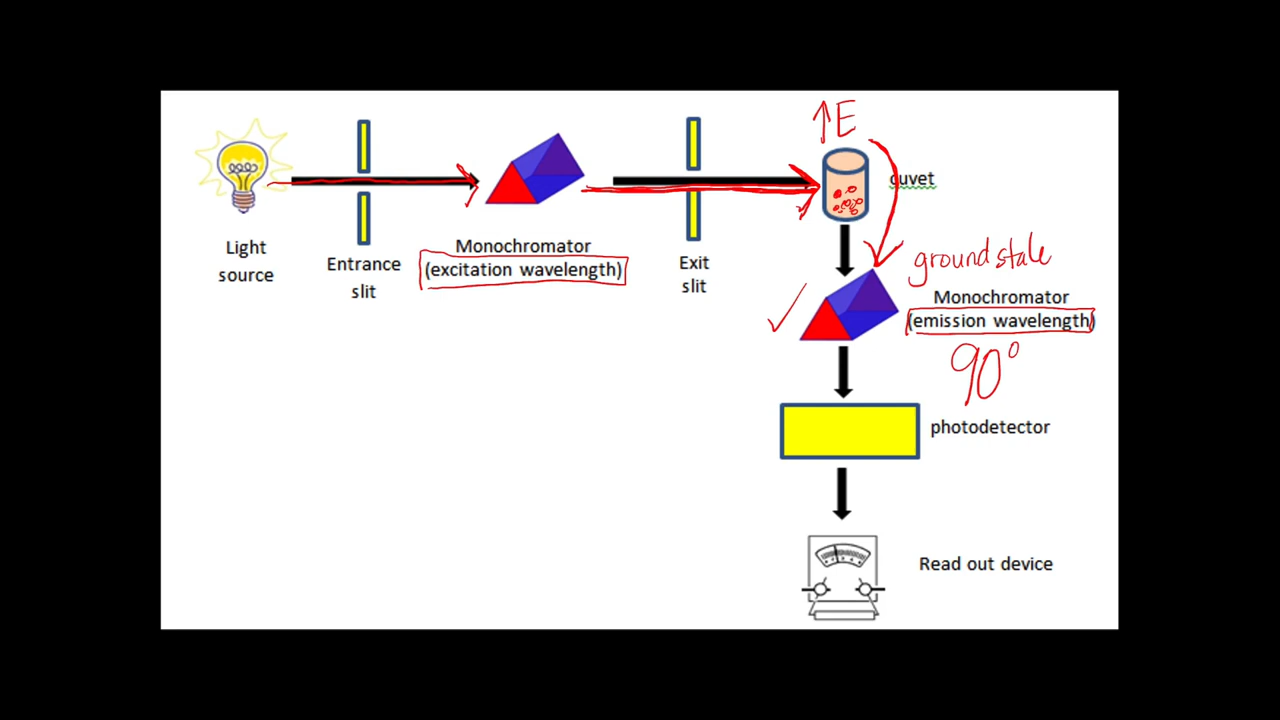 ↑E
cuvet
Light
source
Entrance
slit
Monochromator
(excitation wavelength)
Exit
slit
ground state
Monochromator
(emission wavelength)
90°
photodetector
Read out device